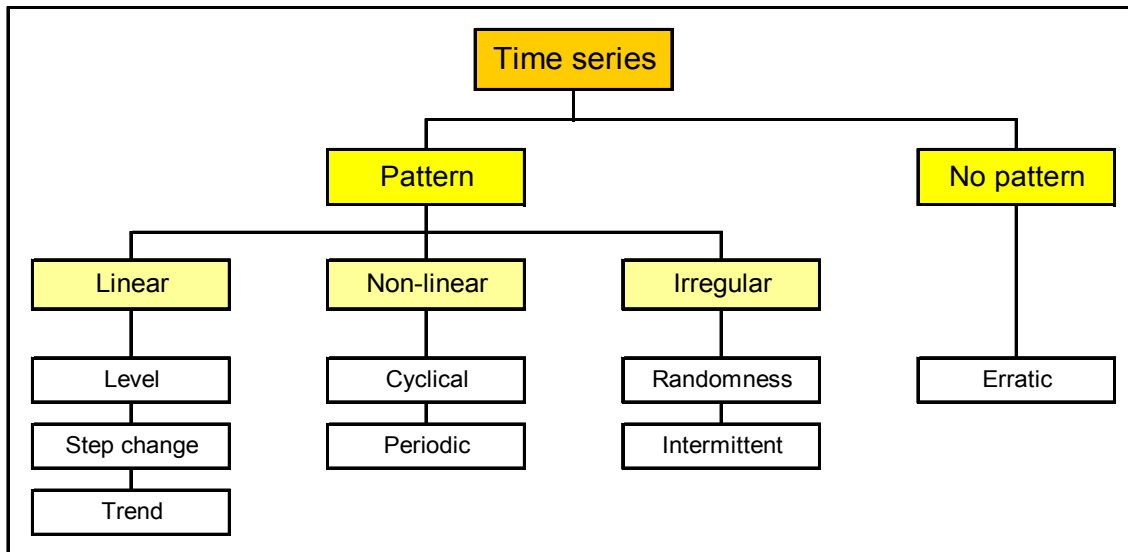 Time series
Pattern
No pattern
Linear
Non-linear
Irregular
Level
Cyclical
Randomness
Erratic
Step change
Periodic
Intermittent
Trend